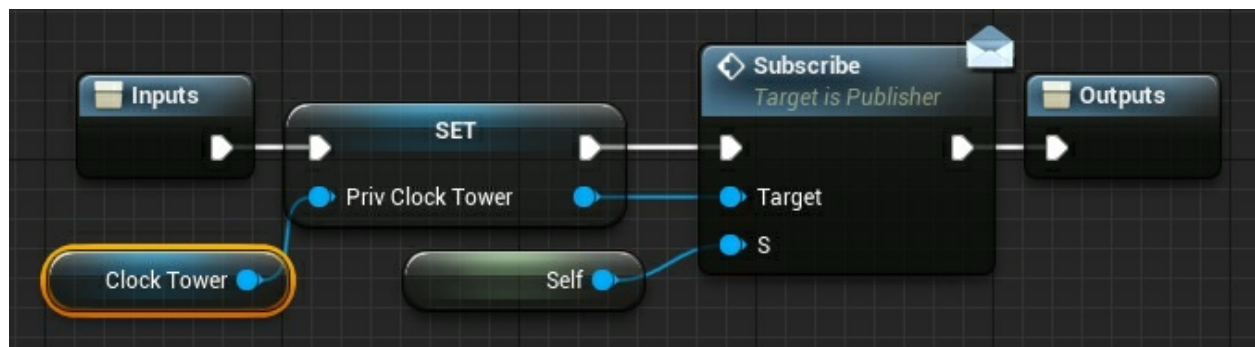 Inputs
SET
Priv Clock Tower
Clock Tower
Self
Subscribe
Target is Publisher
Target
S
Outputs